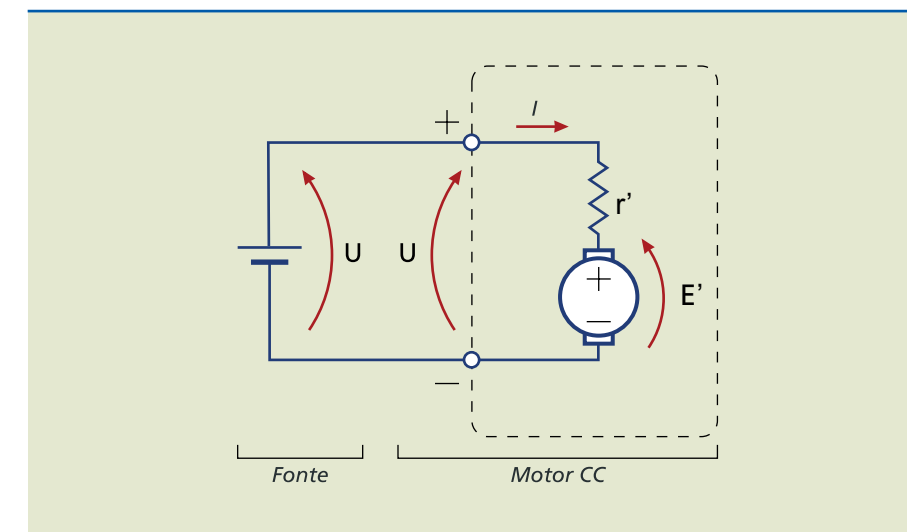 +
I
r’
U
U
+
—
E’
—
Fonte
Motor CC